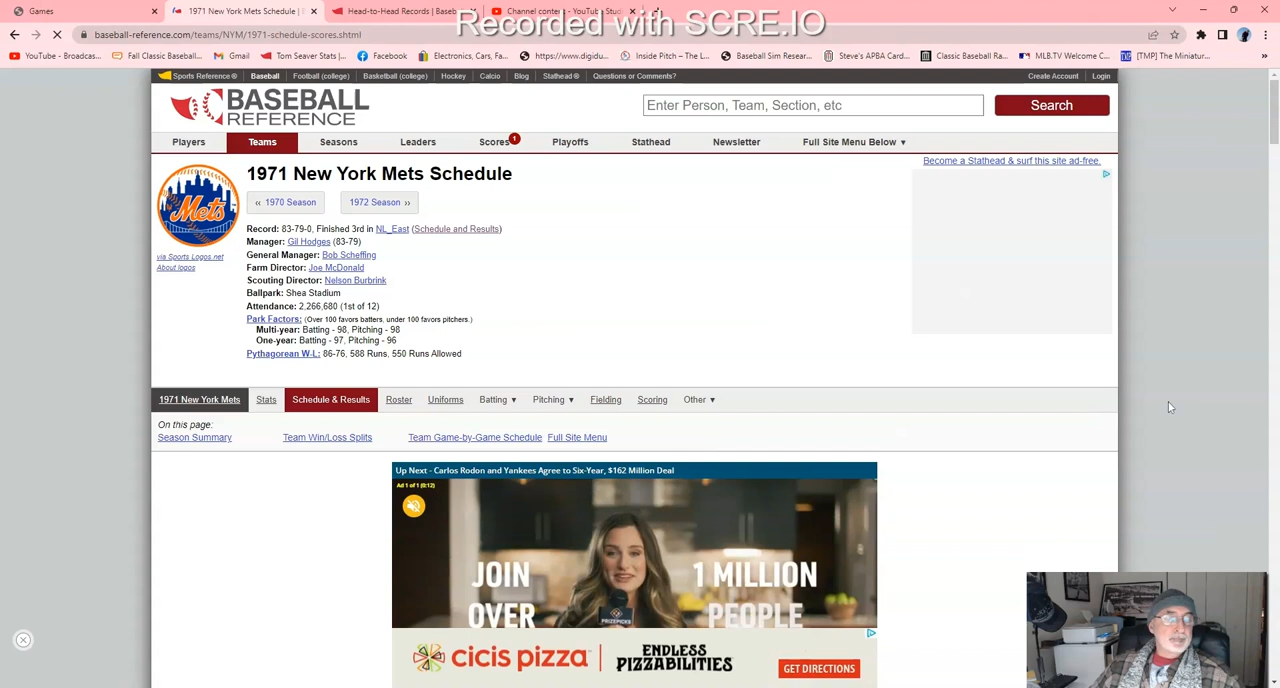 Games
1971 New York Mets Schedule |
Head-to-Head Records | Baseb
Channel content - YouTube Stud
Recorded with SCRE.IO
baseball-reference.com/teams/NYM/1971-schedule-scores.shtml
YouTube - Broadcas...
Fall Classic Baseball...
Gmail
Tom Seaver Stats | H...
Facebook
Electronics, Cars, Fa...
https://www.digidu...
Inside Pitch – The L...
Baseball Sim Resear...
Steve's APBA Card...
Classic Baseball Ra...
MLB.TV Welcome C...
[TMP] The Miniatur...
»
Sports Reference ®
Baseball
Football (college)
Basketball (college)
Hockey
Calcio
Blog
Stathead ®
Questions or Comments?
Create Account
Login
BASEBALL
REFERENCE
Enter Person, Team, Section, etc
Search
Players
Teams
Seasons
Leaders
Scores 1
Playoffs
Stathead
Newsletter
Full Site Menu Below ▼
Become a Stathead & surf this site ad-free.
Mets
via Sports Logos.net
About logos
1971 New York Mets Schedule
« 1970 Season
1972 Season »
Record: 83-79-0, Finished 3rd in NL_East (Schedule and Results)
Manager: Gil Hodges (83-79)
General Manager: Bob Scheffing
Farm Director: Joe McDonald
Scouting Director: Nelson Burbrink
Ballpark: Shea Stadium
Attendance: 2,266,680 (1st of 12)
Park Factors: (Over 100 favors batters, under 100 favors pitchers.)
Multi-year: Batting - 98, Pitching - 98
One-year: Batting - 97, Pitching - 96
Pythagorean W-L: 86-76, 588 Runs, 550 Runs Allowed
1971 New York Mets
Stats
Schedule & Results
Roster
Uniforms
Batting ▼
Pitching ▼
Fielding
Scoring
Other ▼
On this page:
Season Summary
Team Win/Loss Splits
Team Game-by-Game Schedule
Full Site Menu
Up Next - Carlos Rodon and Yankees Agree to Six-Year, $162 Million Deal
Ad 1 of 1 (0:12)
JOIN
OVER
1 MILLION
PEOPLE
PRIZEPICKS
cicis pizza
ENDLESS
PIZZABILITIES
GET DIRECTIONS